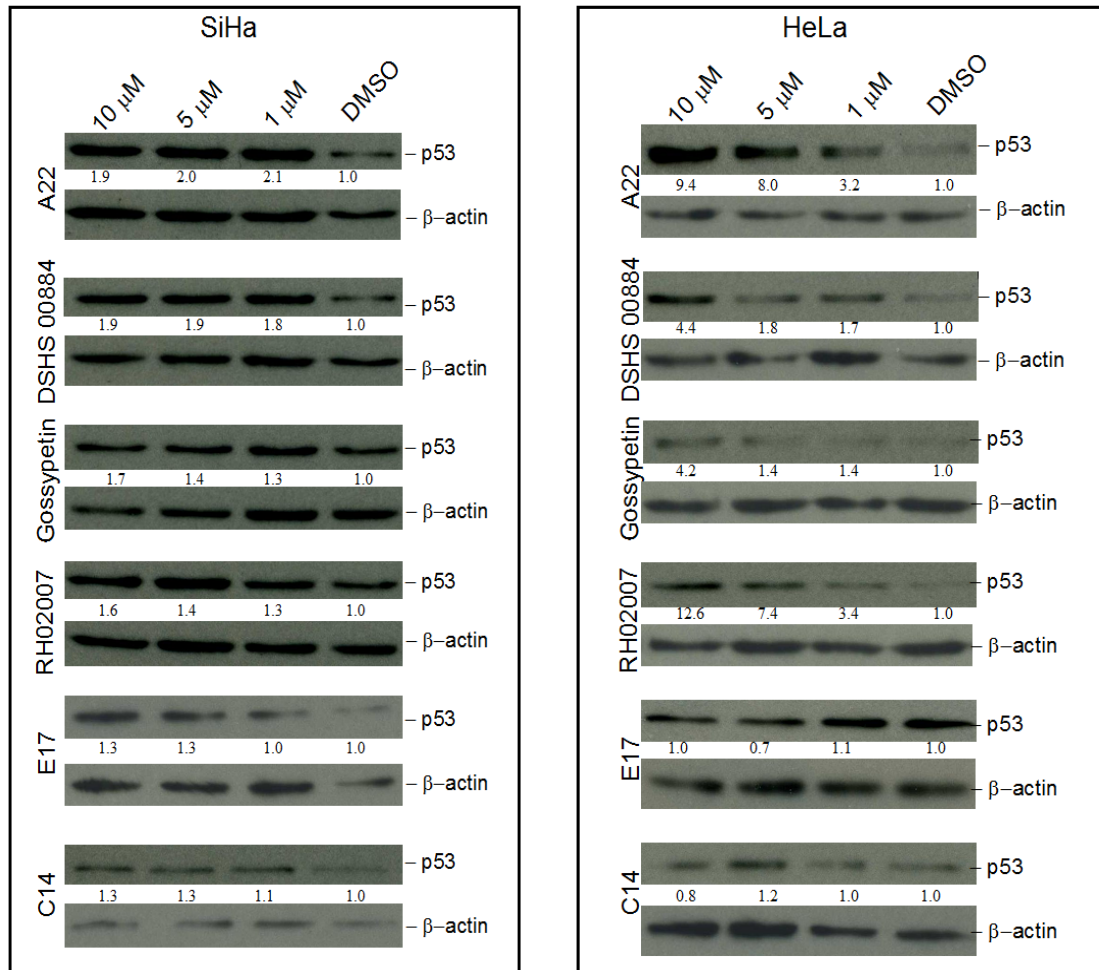 SiHa
10 μM 5 μM 1 μM DMSO
A22
– p53
1.9 2.0 2.1 1.0
– β–actin
DSHS 00884
– p53
1.9 1.9 1.8 1.0
– β–actin
Gossypetin
– p53
1.7 1.4 1.3 1.0
– β–actin
RH02007
– p53
1.6 1.4 1.3 1.0
– β–actin
E17
– p53
1.3 1.3 1.0 1.0
– β–actin
C14
– p53
1.3 1.3 1.1 1.0
– β–actin
HeLa
10 μM 5 μM 1 μM DMSO
A22
– p53
9.4 8.0 3.2 1.0
– β–actin
DSHS 00884
– p53
4.4 1.8 1.7 1.0
– β–actin
Gossypetin
– p53
4.2 1.4 1.4 1.0
– β–actin
RH02007
– p53
12.6 7.4 3.4 1.0
– β–actin
E17
– p53
1.0 0.7 1.1 1.0
– β–actin
C14
– p53
0.8 1.2 1.0 1.0
– β–actin